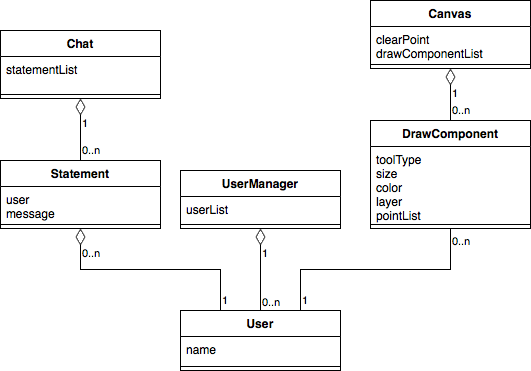 Canvas
clearPoint
drawComponentList
Chat
statementList
1
0..n
1
0..n
DrawComponent
toolType
size
color
layer
pointList
Statement
user
message
UserManager
userList
0..n
1
0..n
1
0..n
1
User
name